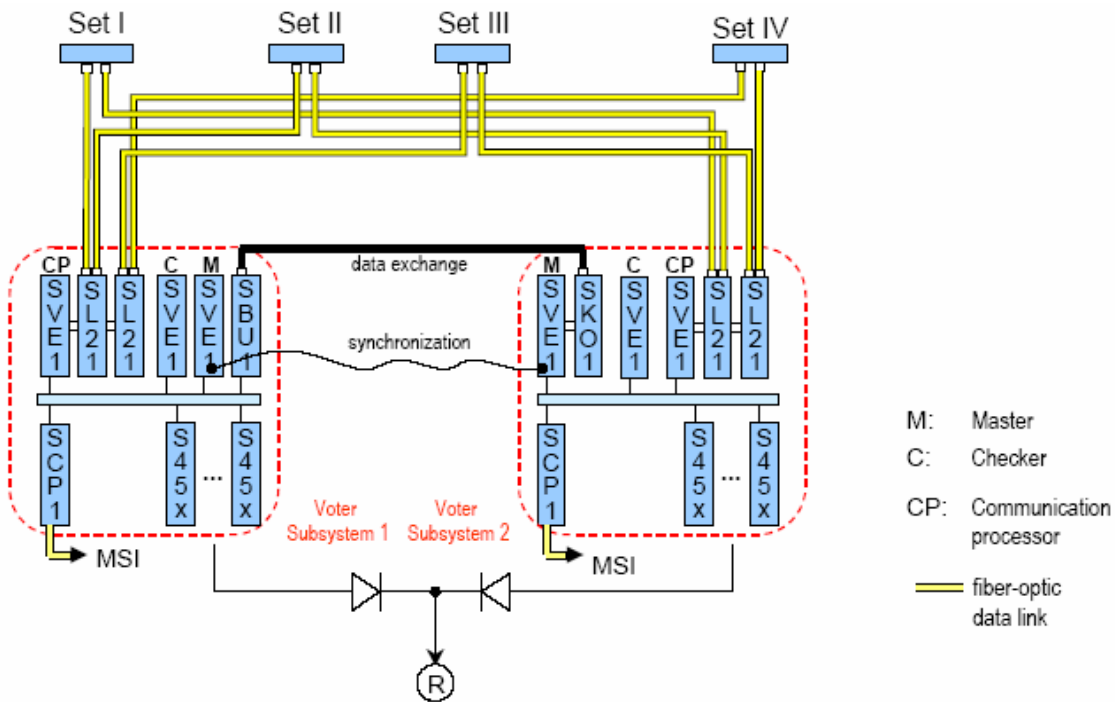 Set I Set II Set III Set IV
CP C M
data exchange
M C CP
SVE1 SL21 SL21 SVE1 SVE1 SBU1
synchronization
SVE1 SKO1 SVE1 SVE1 SL21 SL21
SCP1 S45x ... S45x
SCP1 S45x ... S45x
Voter
Subsystem 1
Voter
Subsystem 2
MSI
MSI
R
M: Master
C: Checker
CP: Communication
processor
fiber-optic
data link